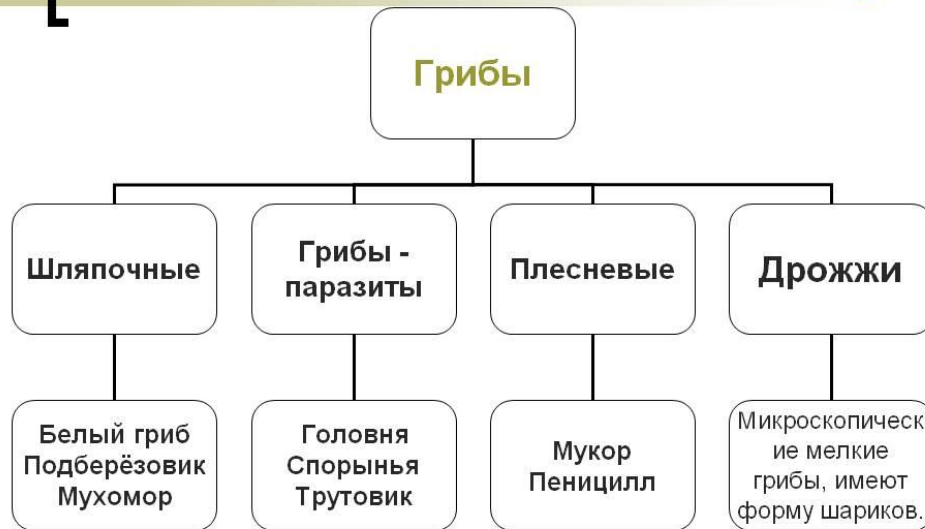 Грибы
Шляпочные
Грибы -
паразиты
Плесневые
Дрожжи
Белый гриб
Подберёзовик
Мухомор
Головня
Спорынья
Трутовик
Мукор
Пеницилл
Микроскопическ
ие мелкие
грибы, имеют
форму шариков.